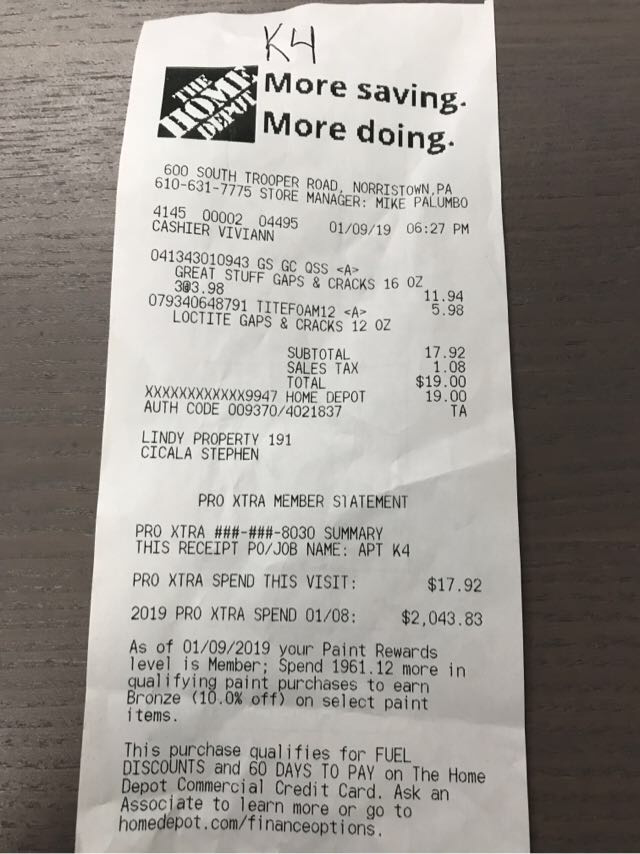 K4
THE HOME DEPOT
More saving.
More doing.
600 SOUTH TROOPER ROAD, NORRISTOWN,PA
610-631-7775 STORE MANAGER: MIKE PALUMBO
4145 00002 04495 01/09/19 06:27 PM
CASHIER VIVIANN
041343010943 GS GC QSS <A>
GREAT STUFF GAPS & CRACKS 16 OZ
3@3.98 11.94
079340648791 TITEFOAM12 <A> 5.98
LOCTITE GAPS & CRACKS 12 OZ
SUBTOTAL 17.92
SALES TAX 1.08
TOTAL $19.00
XXXXXXXXXXXX9947 HOME DEPOT 19.00
AUTH CODE 009370/4021837 TA
LINDY PROPERTY 191
CICALA STEPHEN
PRO XTRA MEMBER STATEMENT
PRO XTRA ###-###-8030 SUMMARY
THIS RECEIPT PO/JOB NAME: APT K4
PRO XTRA SPEND THIS VISIT: $17.92
2019 PRO XTRA SPEND 01/08: $2,043.83
As of 01/09/2019 your Paint Rewards
level is Member; Spend 1961.12 more in
qualifying paint purchases to earn
Bronze (10.0% off) on select paint
items.
This purchase qualifies for FUEL
DISCOUNTS and 60 DAYS TO PAY on The Home
Depot Commercial Credit Card. Ask an
Associate to learn more or go to
homedepot.com/financeoptions.